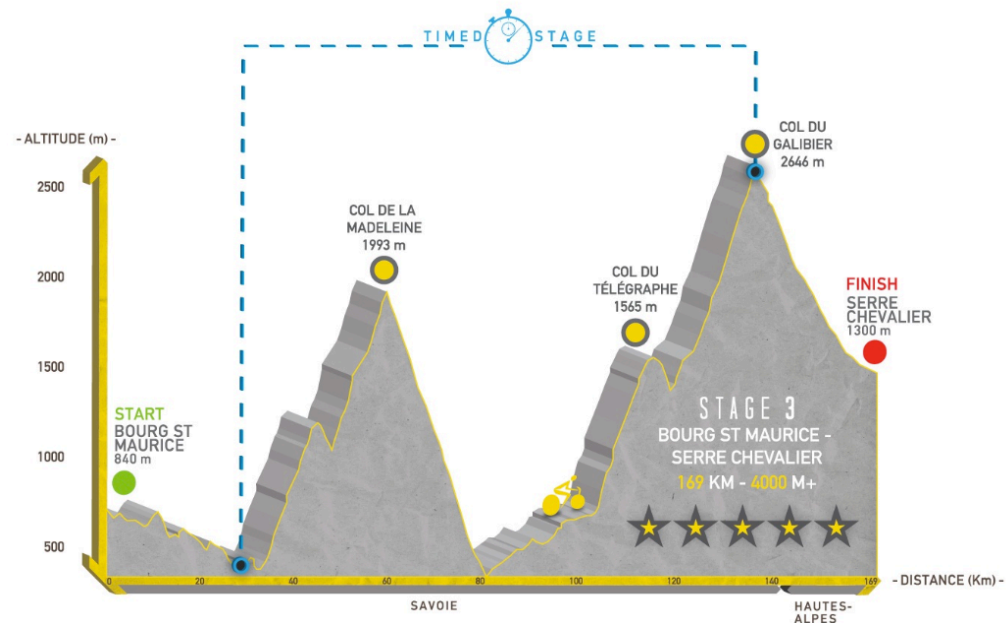 TIMED STAGE
- ALTITUDE (m) -
2500
2000
1500
1000
500
START
BOURG ST
MAURICE
840 m
COL DE LA
MADELEINE
1993 m
COL DU
TÉLÉGRAPHE
1565 m
COL DU
GALIBIER
2646 m
FINISH
SERRE
CHEVALIER
1300 m
STAGE 3
BOURG ST MAURICE -
SERRE CHEVALIER
169 KM - 4000 M+
0 20 40 60 80 100 120 140 169
- DISTANCE (Km) -
SAVOIE
HAUTES-
ALPES